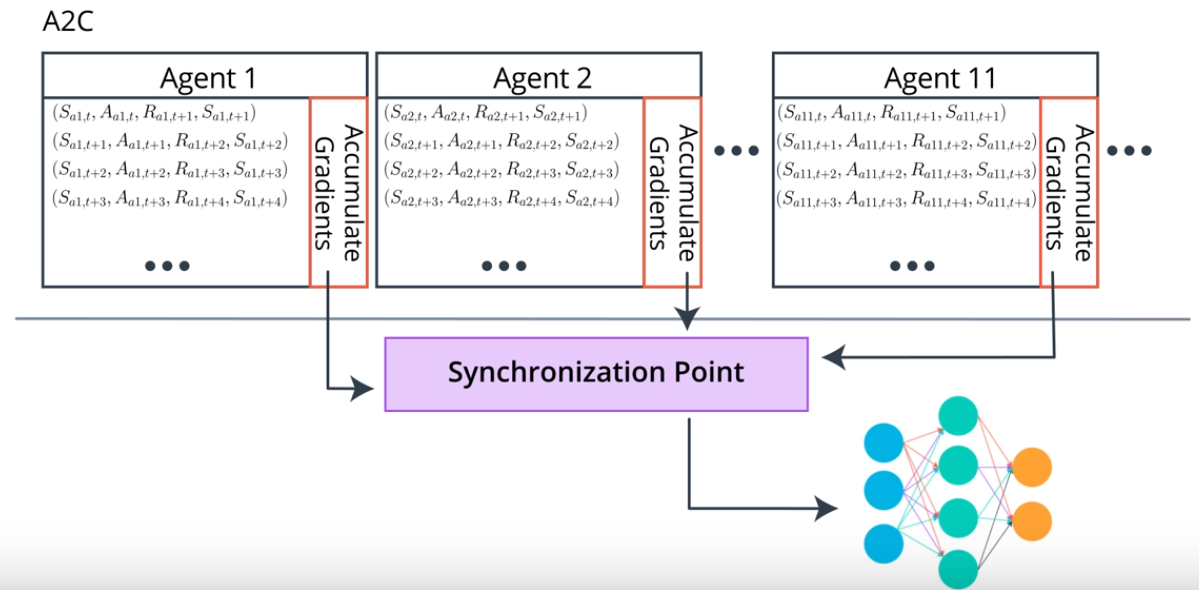 A2C
Agent 1
(S_{a1,t}, A_{a1,t}, R_{a1,t+1}, S_{a1,t+1})
(S_{a1,t+1}, A_{a1,t+1}, R_{a1,t+2}, S_{a1,t+2})
(S_{a1,t+2}, A_{a1,t+2}, R_{a1,t+3}, S_{a1,t+3})
(S_{a1,t+3}, A_{a1,t+3}, R_{a1,t+4}, S_{a1,t+4})
•••
Accumulate
Gradients
Agent 2
(S_{a2,t}, A_{a2,t}, R_{a2,t+1}, S_{a2,t+1})
(S_{a2,t+1}, A_{a2,t+1}, R_{a2,t+2}, S_{a2,t+2})
(S_{a2,t+2}, A_{a2,t+2}, R_{a2,t+3}, S_{a2,t+3})
(S_{a2,t+3}, A_{a2,t+3}, R_{a2,t+4}, S_{a2,t+4})
•••
Accumulate
Gradients
•••
Agent 11
(S_{a11,t}, A_{a11,t}, R_{a11,t+1}, S_{a11,t+1})
(S_{a11,t+1}, A_{a11,t+1}, R_{a11,t+2}, S_{a11,t+2})
(S_{a11,t+2}, A_{a11,t+2}, R_{a11,t+3}, S_{a11,t+3})
(S_{a11,t+3}, A_{a11,t+3}, R_{a11,t+4}, S_{a11,t+4})
•••
Accumulate
Gradients
•••
Synchronization Point